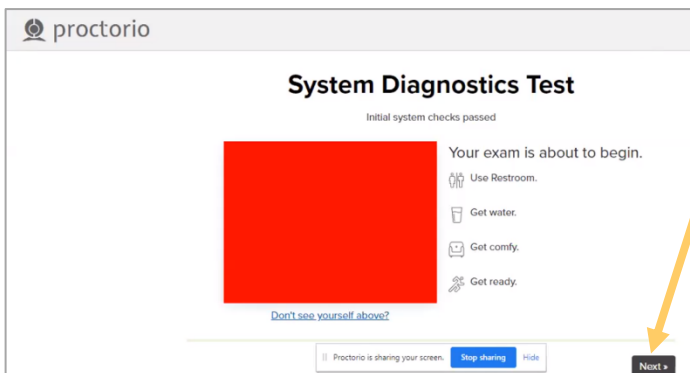 proctorio
System Diagnostics Test
Initial system checks passed
Your exam is about to begin.
Use Restroom.
Get water.
Get comfy.
Get ready.
Don't see yourself above?
Proctorio is sharing your screen. Stop sharing Hide
Next »